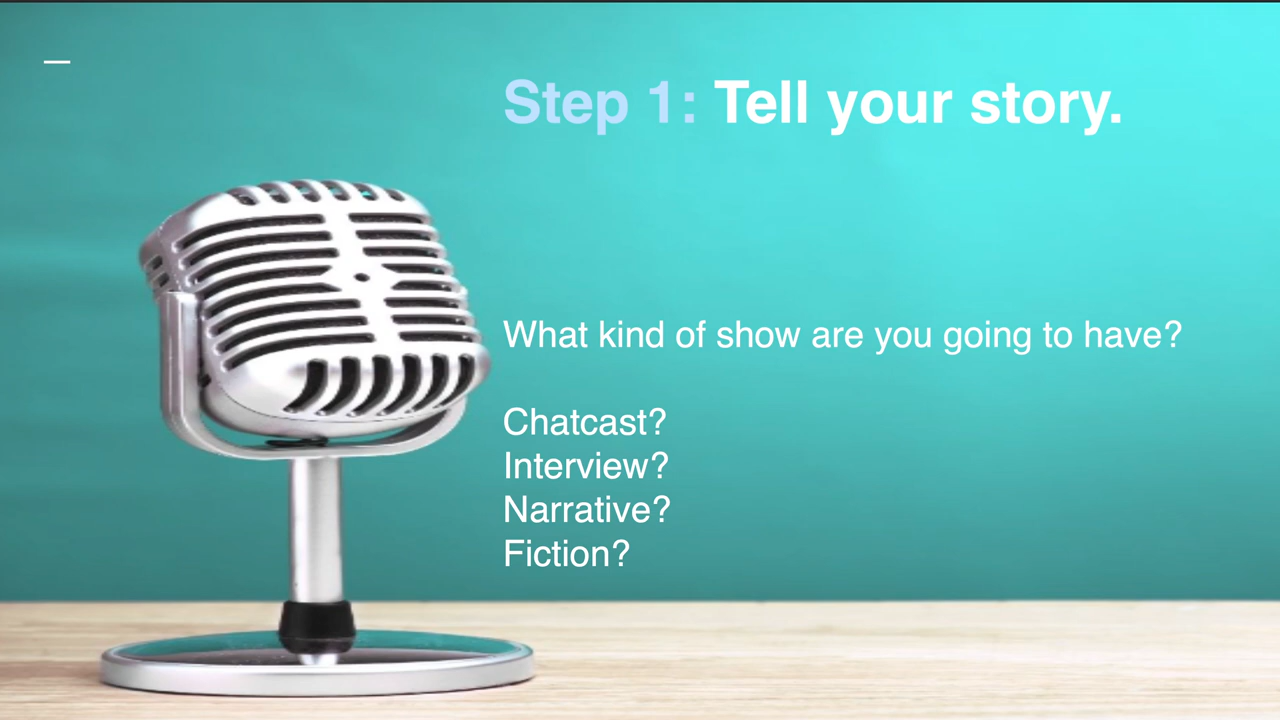 Step 1: Tell your story.
What kind of show are you going to have?
Chatcast?
Interview?
Narrative?
Fiction?